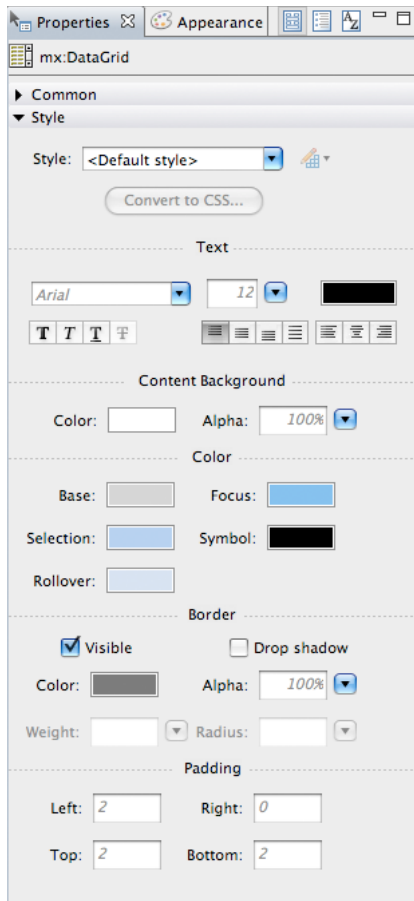 Properties Appearance
mx:DataGrid
Common
Style
Style: <Default style>
Convert to CSS...
Text
Arial 12
T T T T
Content Background
Color: Alpha: 100%
Color
Base: Focus:
Selection: Symbol:
Rollover:
Border
Visible Drop shadow
Color: Alpha: 100%
Weight: Radius:
Padding
Left: 2 Right: 0
Top: 2 Bottom: 2